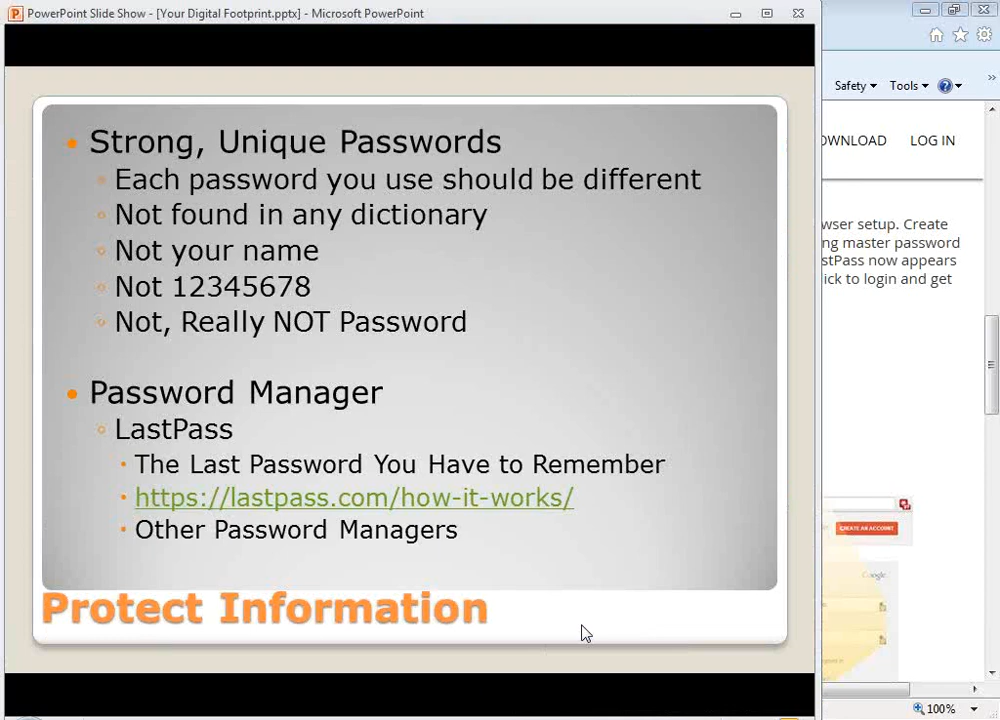 PowerPoint Slide Show - [Your Digital Footprint.pptx] - Microsoft PowerPoint
Strong, Unique Passwords
Each password you use should be different
Not found in any dictionary
Not your name
Not 12345678
Not, Really NOT Password
Password Manager
LastPass
The Last Password You Have to Remember
https://lastpass.com/how-it-works/
Other Password Managers
Protect Information
Safety
Tools
OWNLOAD LOG IN
wser setup. Create
ng master password
stPass now appears
ick to login and get
CREATE AN ACCOUNT
Google
100%